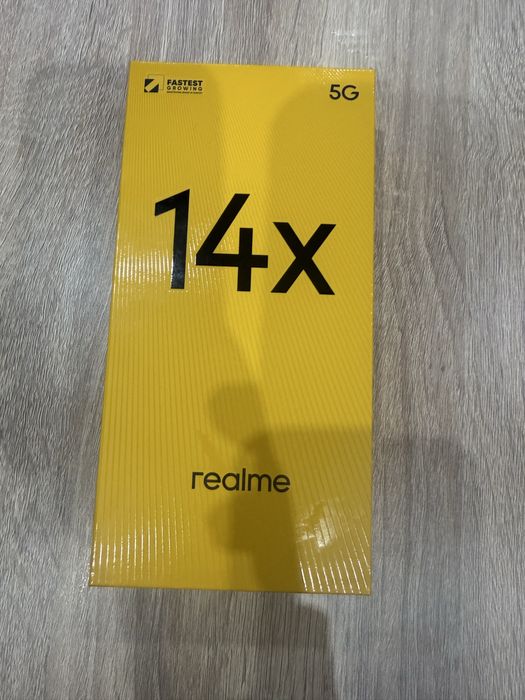 FASTEST
GROWING
5G
14x
realme